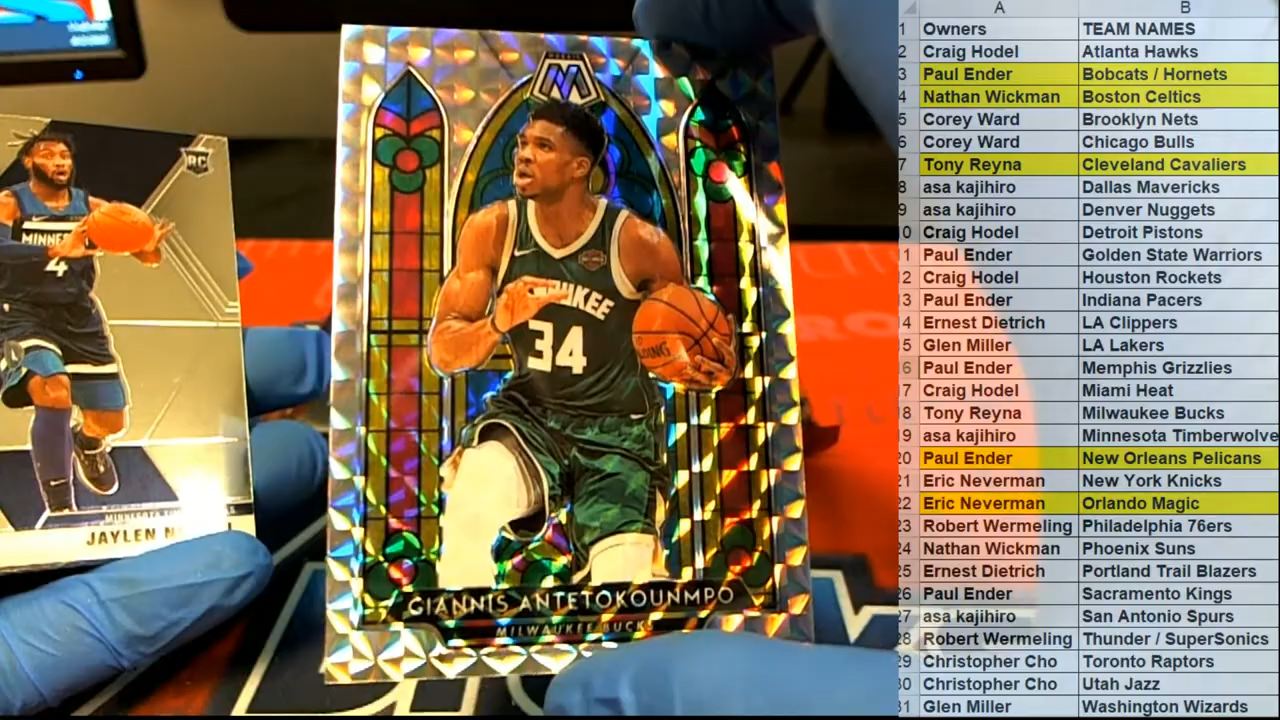 RC
MINNES
4
JAYLEN
MOSAIC
MILWAUKEE
34
SPALDING
GIANNIS ANTETOKOUNMPO
MILWAUKEE BUCKS
A B
1 Owners TEAM NAMES
2 Craig Hodel Atlanta Hawks
3 Paul Ender Bobcats / Hornets
4 Nathan Wickman Boston Celtics
5 Corey Ward Brooklyn Nets
6 Corey Ward Chicago Bulls
7 Tony Reyna Cleveland Cavaliers
8 asa kajihiro Dallas Mavericks
9 asa kajihiro Denver Nuggets
0 Craig Hodel Detroit Pistons
1 Paul Ender Golden State Warriors
2 Craig Hodel Houston Rockets
3 Paul Ender Indiana Pacers
4 Ernest Dietrich LA Clippers
5 Glen Miller LA Lakers
6 Paul Ender Memphis Grizzlies
7 Craig Hodel Miami Heat
8 Tony Reyna Milwaukee Bucks
19 asa kajihiro Minnesota Timberwolve
20 Paul Ender New Orleans Pelicans
21 Eric Neverman New York Knicks
22 Eric Neverman Orlando Magic
23 Robert Wermeling Philadelphia 76ers
24 Nathan Wickman Phoenix Suns
25 Ernest Dietrich Portland Trail Blazers
26 Paul Ender Sacramento Kings
27 asa kajihiro San Antonio Spurs
28 Robert Wermeling Thunder / SuperSonics
29 Christopher Cho Toronto Raptors
30 Christopher Cho Utah Jazz
31 Glen Miller Washington Wizards